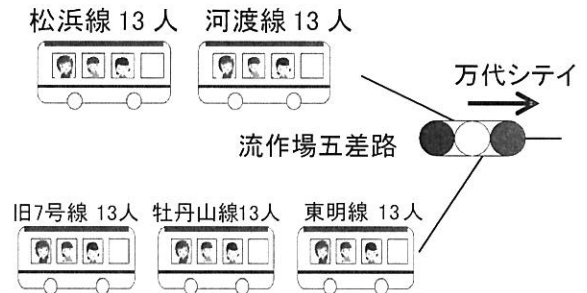 松浜線 13 人
河渡線 13 人
万代シテイ
流作場五差路
旧7号線 13人
牡丹山線13人
東明線 13人